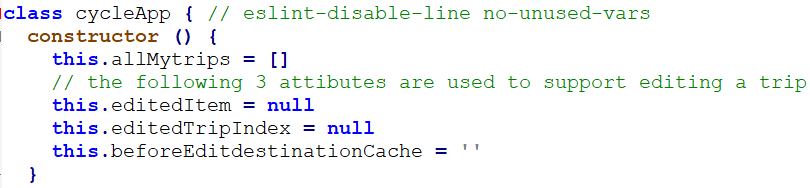 class cycleApp { // eslint-disable-line no-unused-vars
constructor () {
this.allMytrips = []
// the following 3 attibutes are used to support editing a trip
this.editedItem = null
this.editedTripIndex = null
this.beforeEditdestinationCache = ''
}